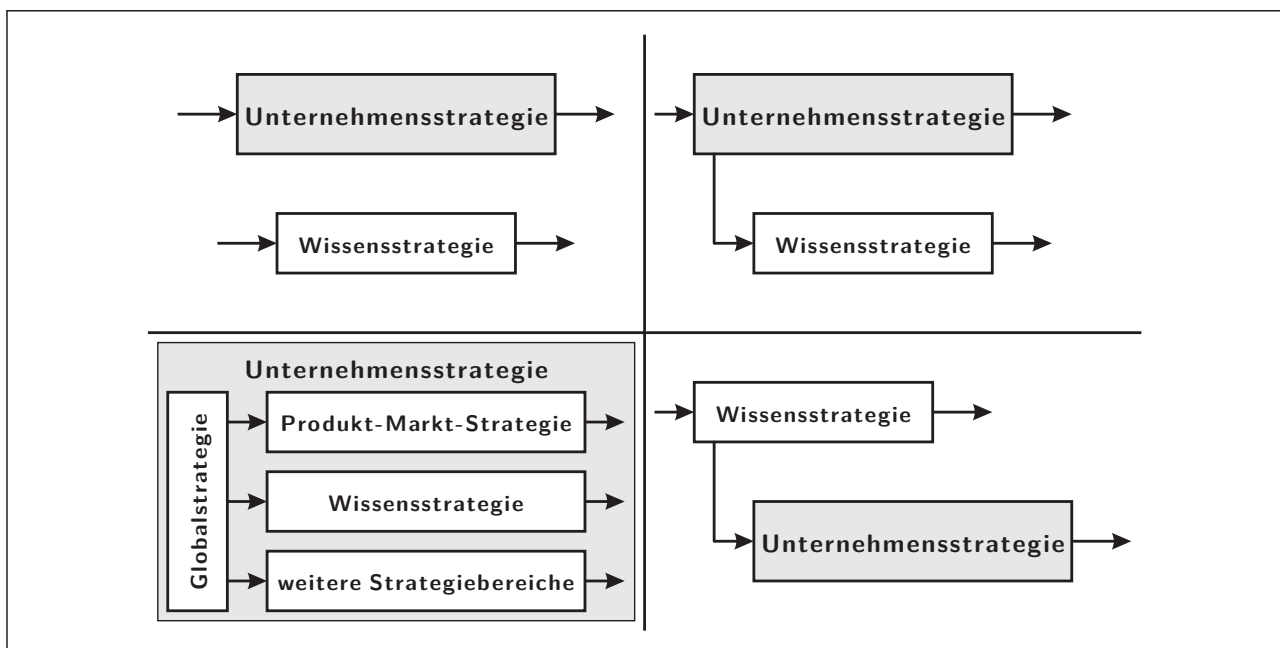 Unternehmensstrategie
Wissensstrategie
Unternehmensstrategie
Wissensstrategie
Unternehmensstrategie
Globalstrategie
Produkt-Markt-Strategie
Wissensstrategie
weitere Strategiebereiche
Wissensstrategie
Unternehmensstrategie